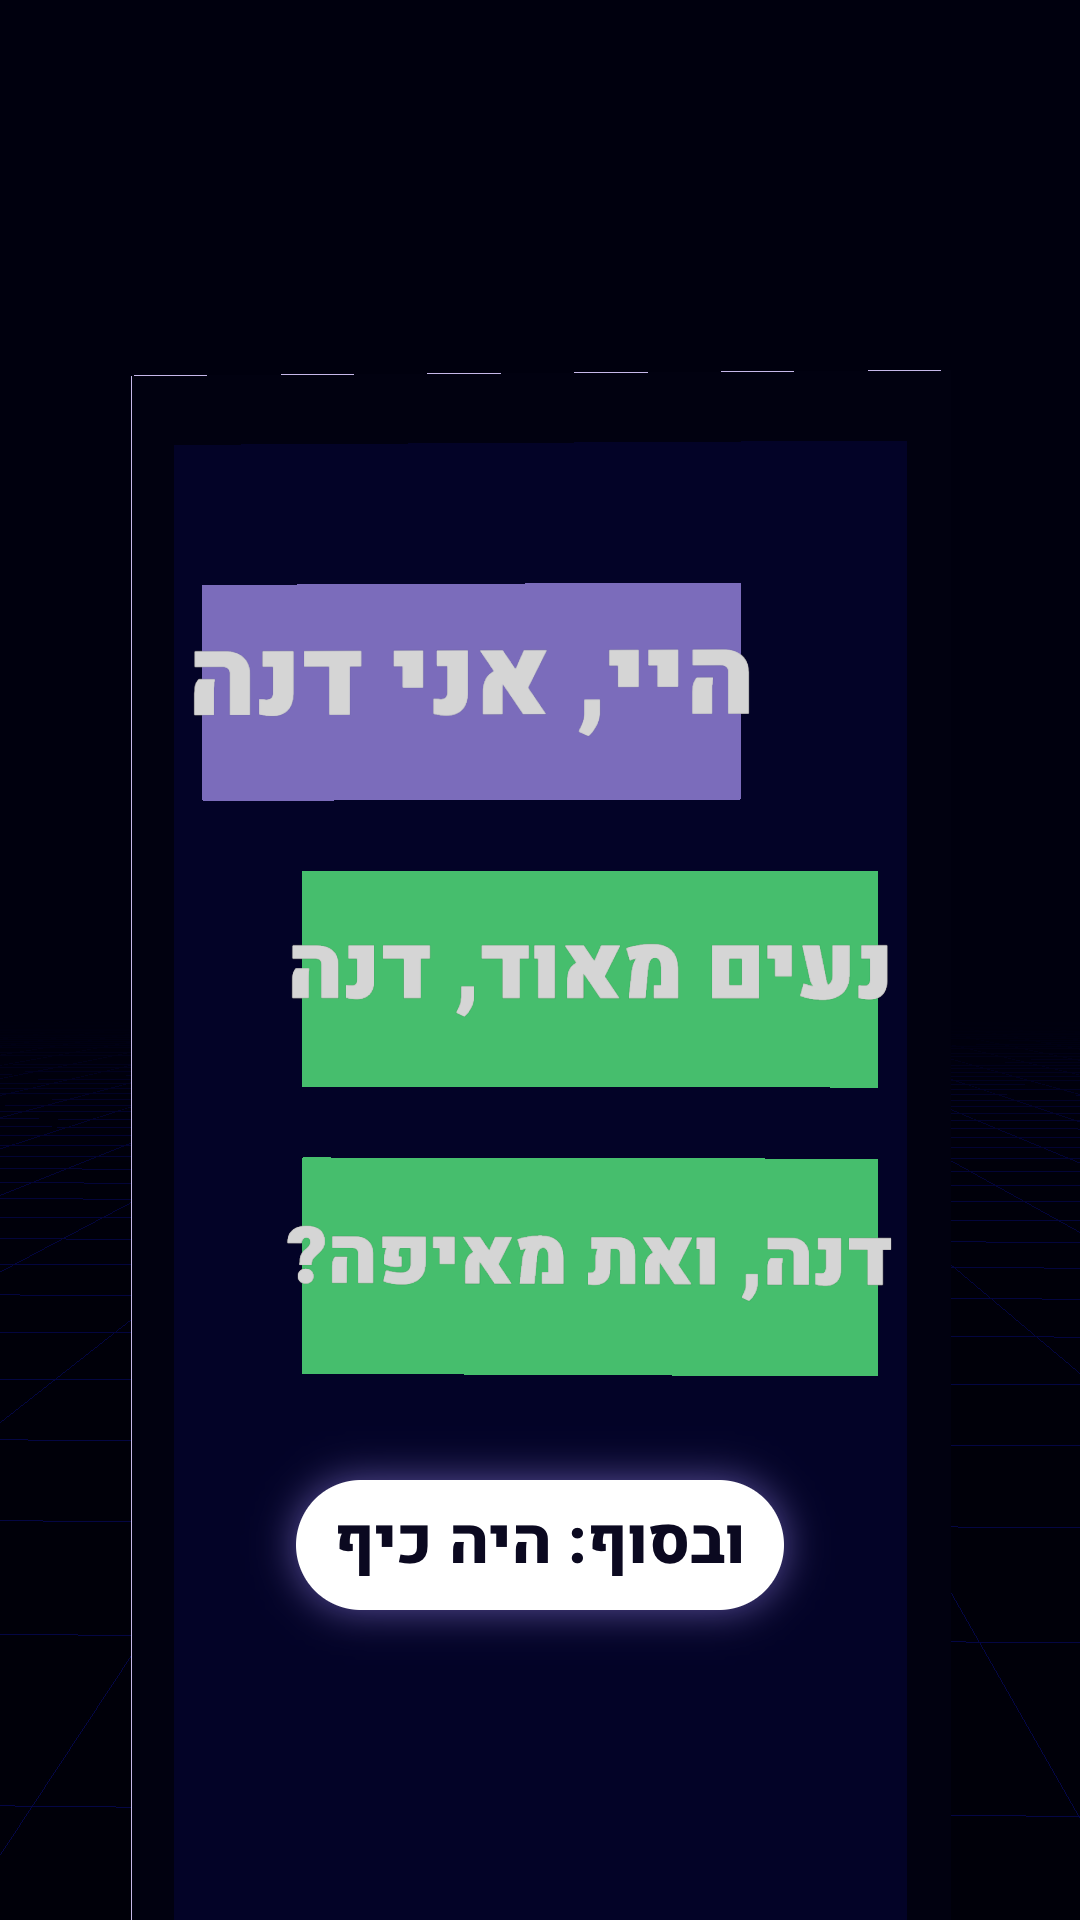 היי, אני דנה
נעים מאוד, דנה
דנה, ואת מאיפה?
ובסוף: היה כיף